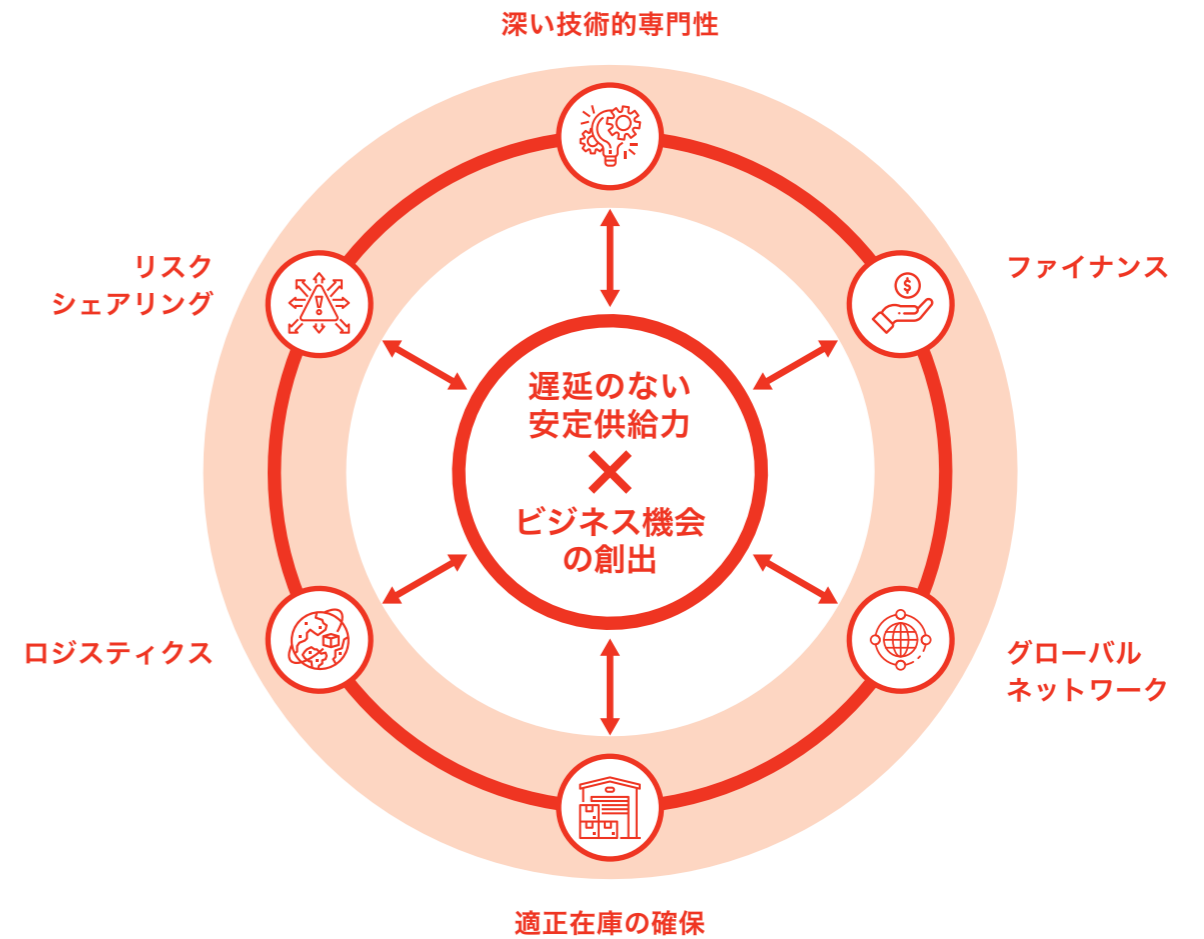 深い技術的専門性
リスク
シェアリング
ファイナンス
遅延のない
安定供給力
×
ビジネス機会
の創出
ロジスティクス
グローバル
ネットワーク
適正在庫の確保